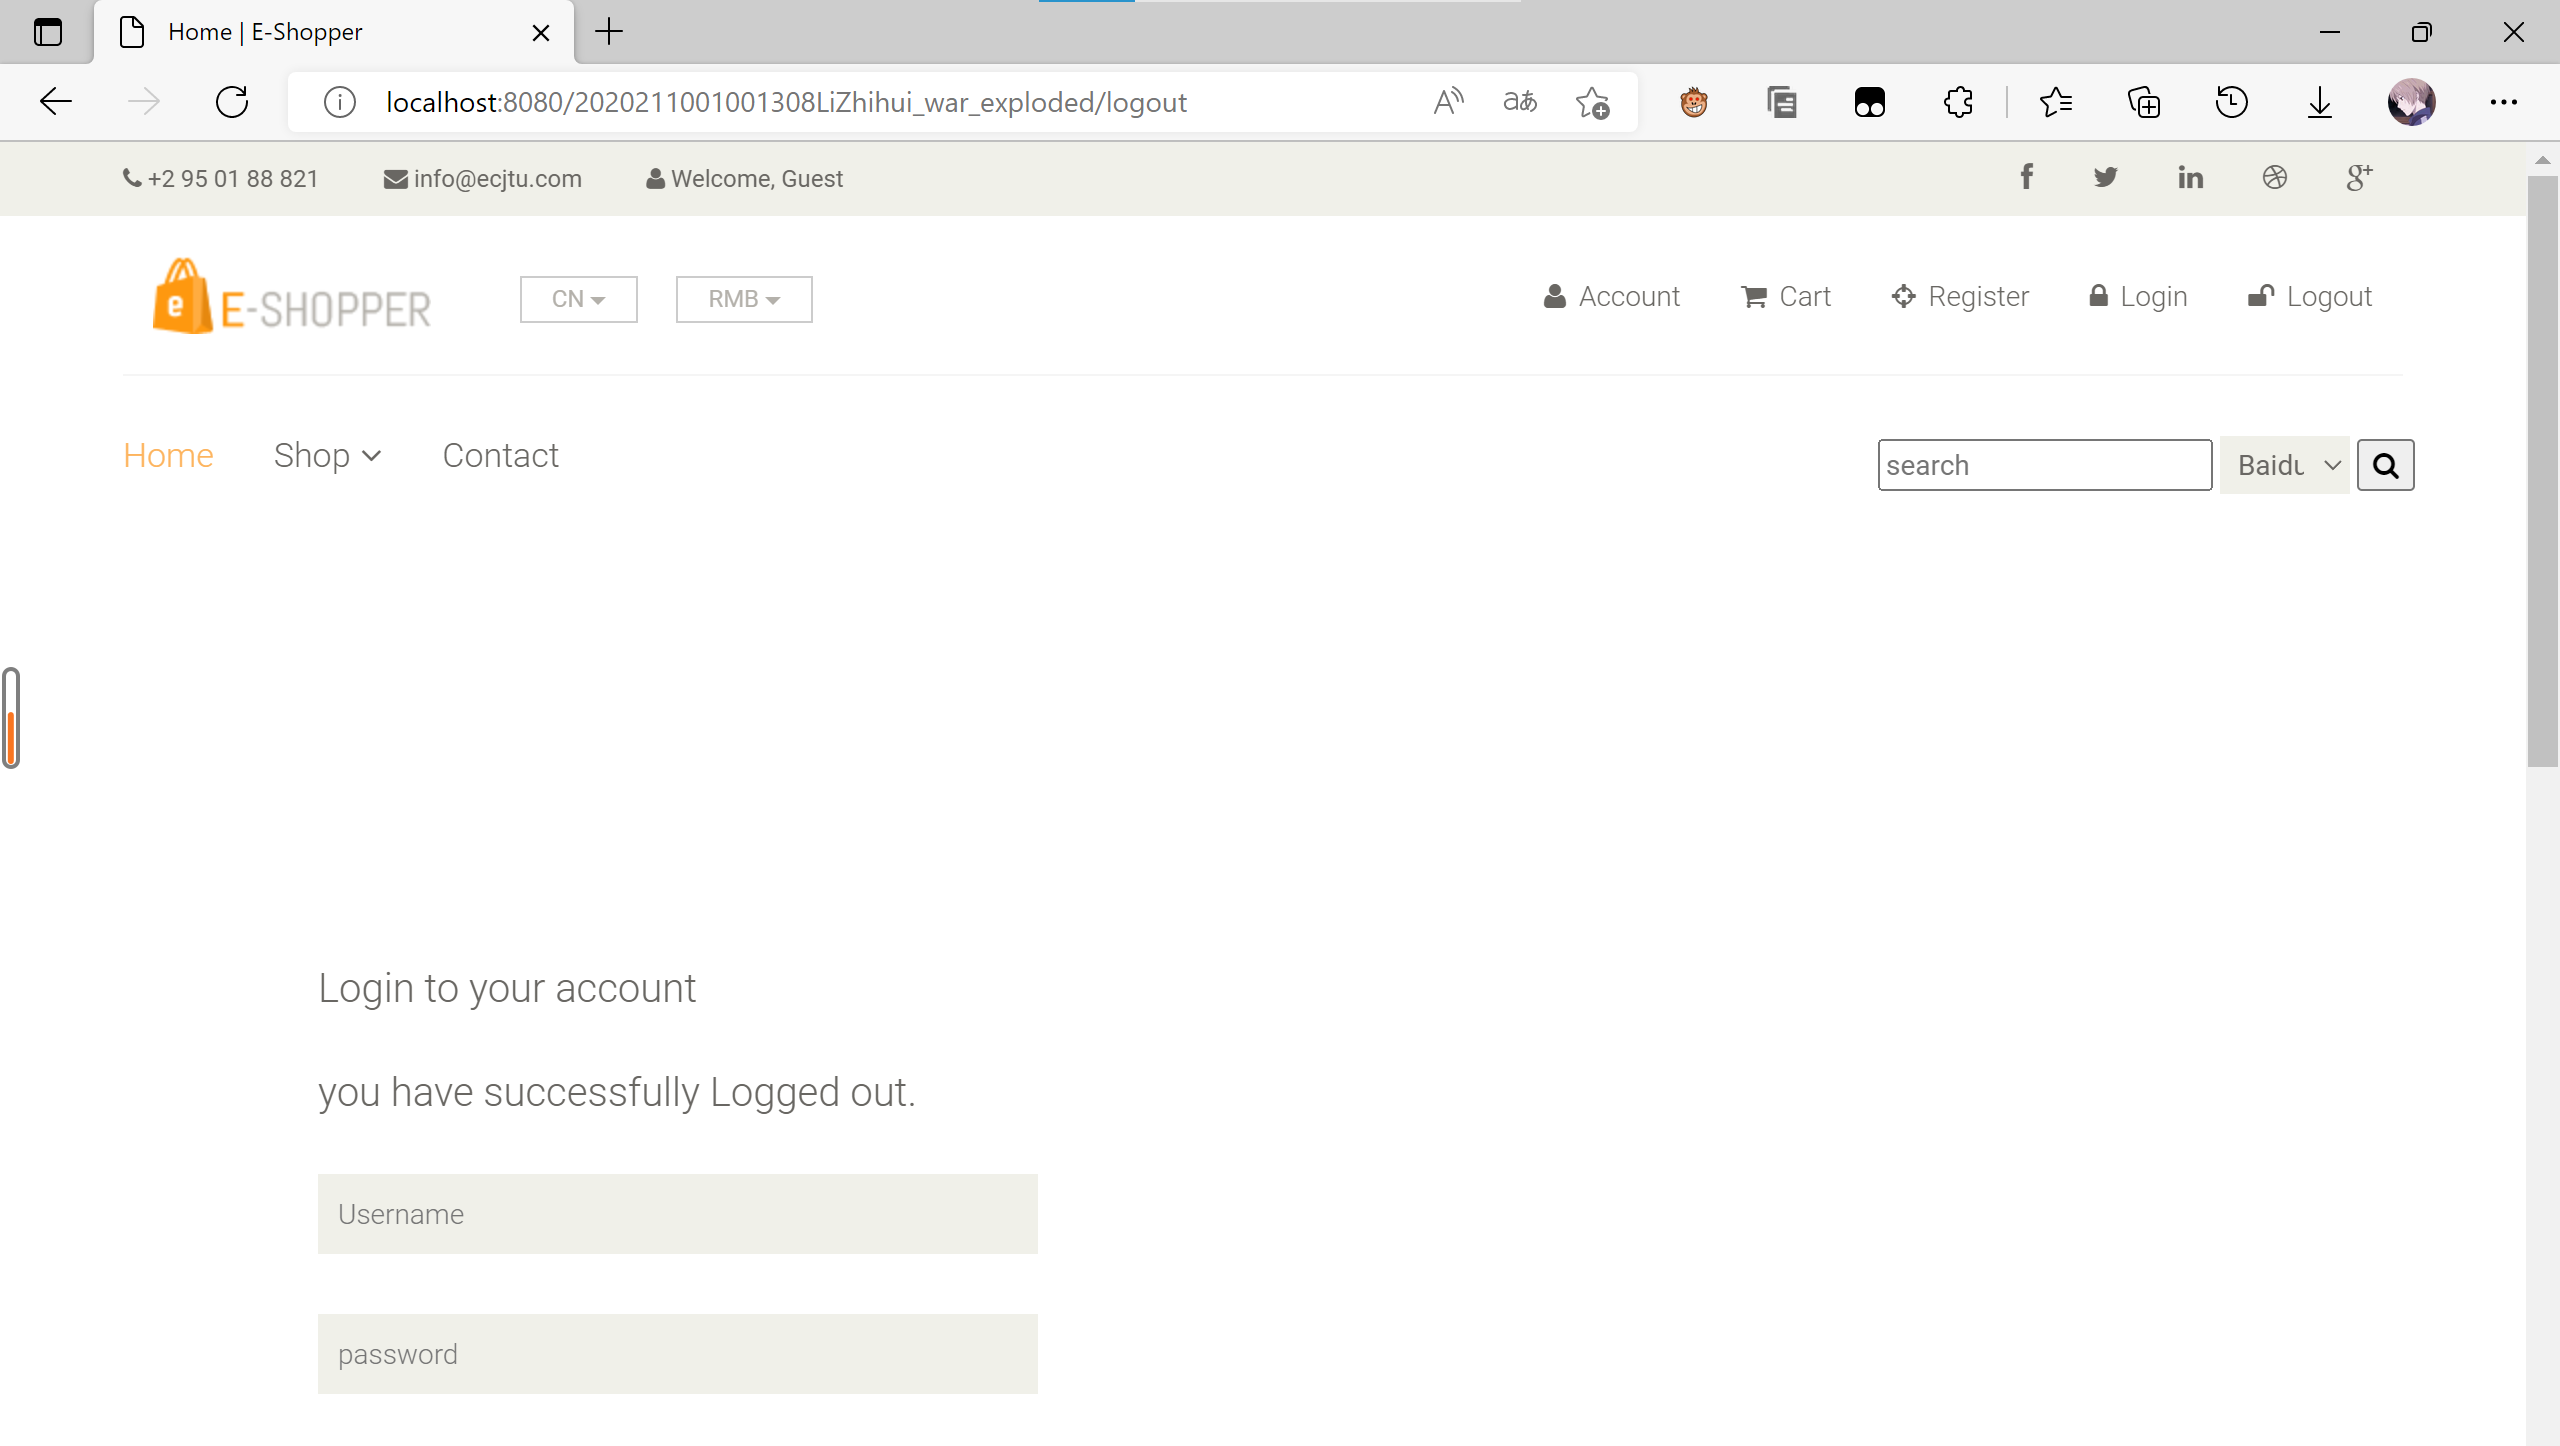 Home | E-Shopper
localhost:8080/2020211001001308LiZhihui_war_exploded/logout
+2 95 01 88 821 info@ecjtu.com Welcome, Guest
E-SHOPPER CN RMB Account Cart Register Login Logout
Home Shop Contact search Baidu
Login to your account
you have successfully Logged out.
Username
password